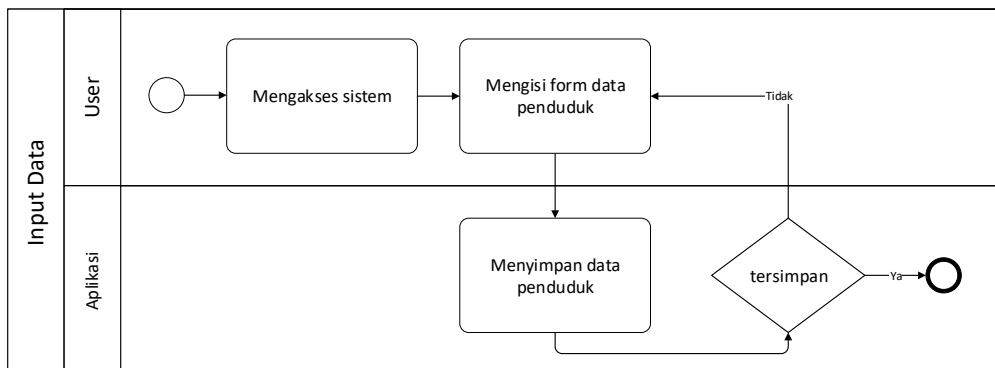 Input Data
User
Mengakses sistem
Mengisi form data
penduduk
Tidak
Aplikasi
Menyimpan data
penduduk
tersimpan
Ya